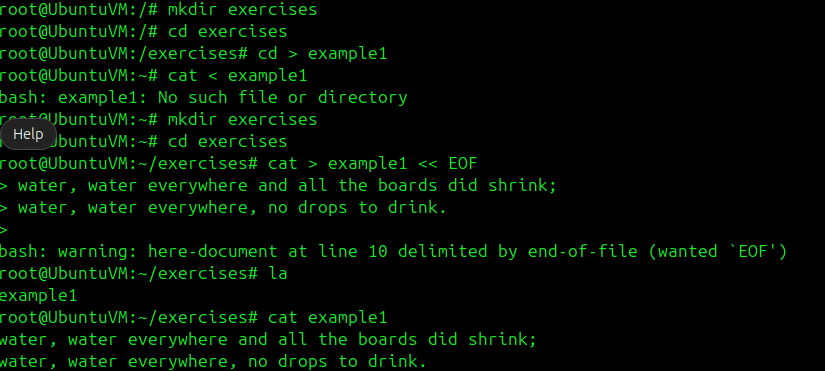 root@UbuntuVM:/# mkdir exercises
root@UbuntuVM:/# cd exercises
root@UbuntuVM:/exercises# cd > example1
root@UbuntuVM:~# cat < example1
bash: example1: No such file or directory
root@UbuntuVM:~# mkdir exercises
Help
root@UbuntuVM:~# cd exercises
root@UbuntuVM:~/exercises# cat > example1 << EOF
> water, water everywhere and all the boards did shrink;
> water, water everywhere, no drops to drink.
>
bash: warning: here-document at line 10 delimited by end-of-file (wanted `EOF')
root@UbuntuVM:~/exercises# la
example1
root@UbuntuVM:~/exercises# cat example1
water, water everywhere and all the boards did shrink;
water, water everywhere, no drops to drink.